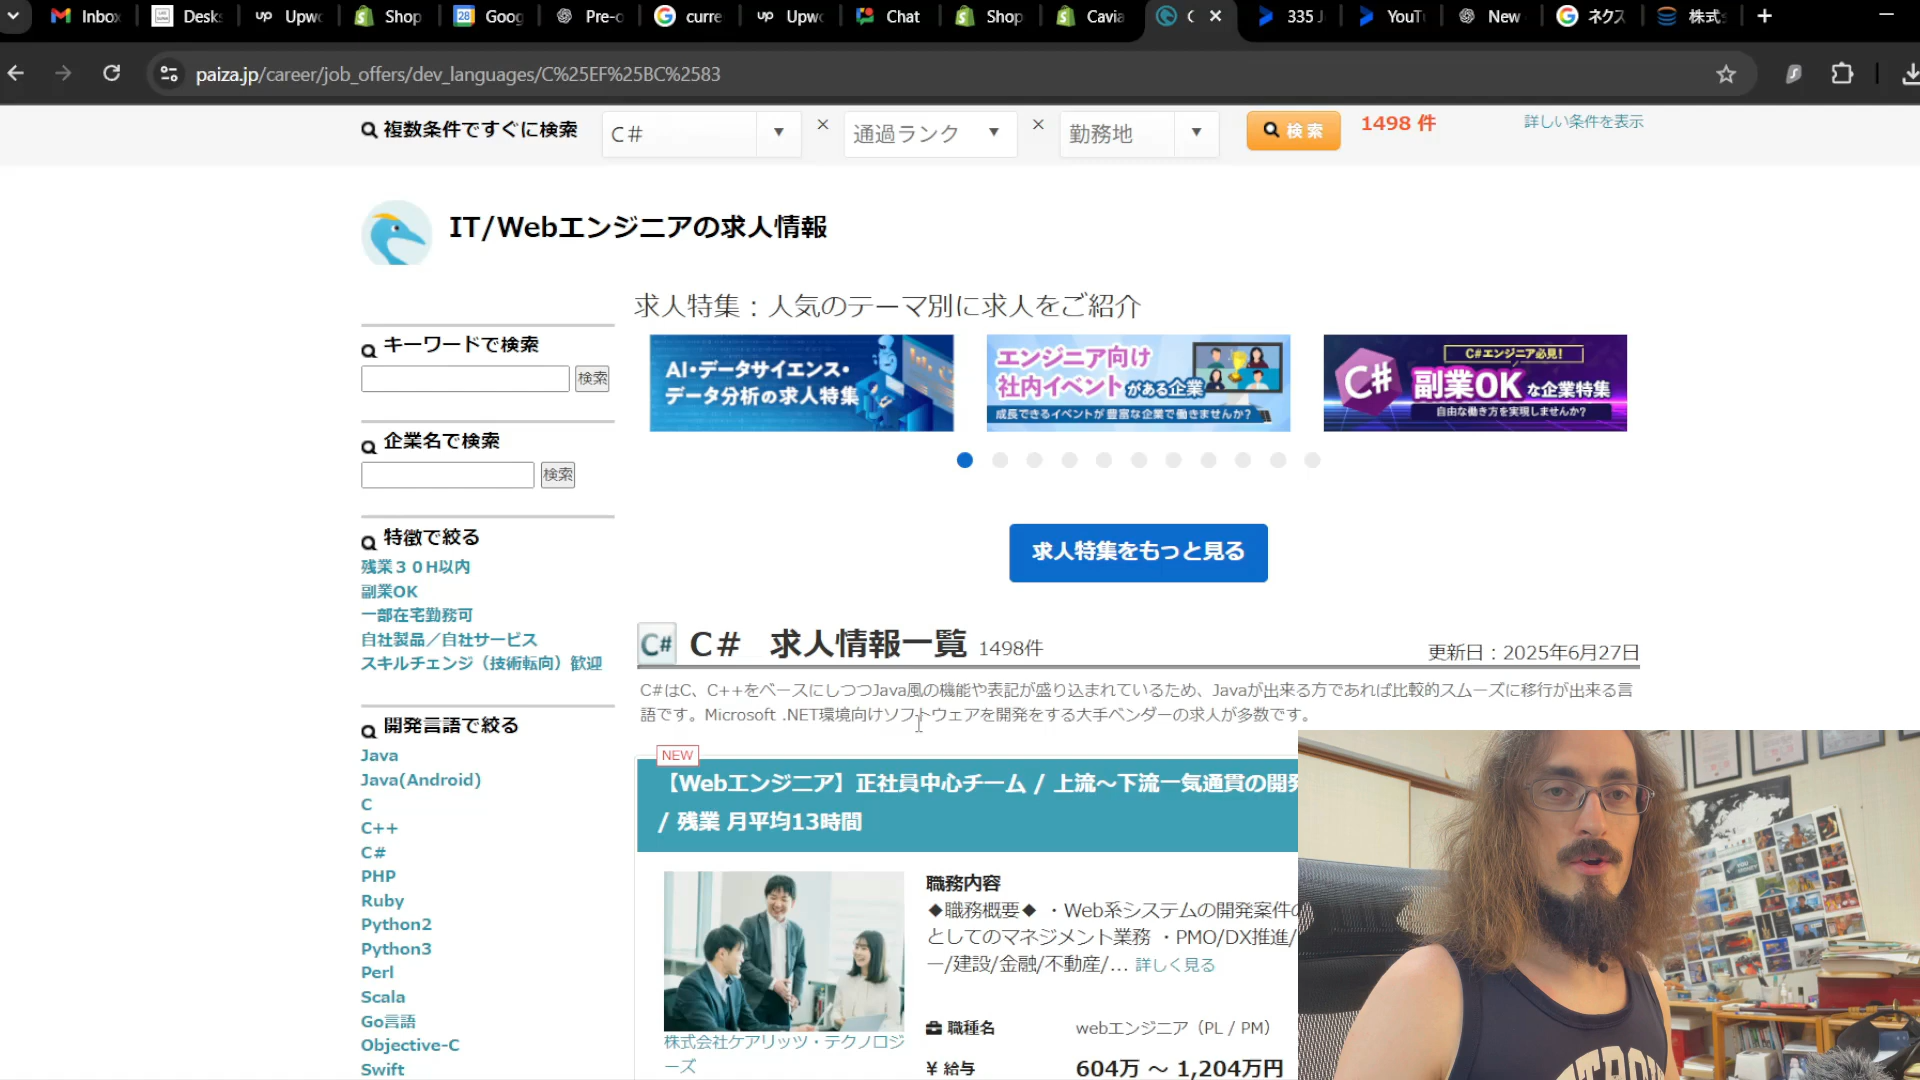 Inbo
Desk
up Upwo
Shop
28 Goog
Pre-o
curre
up Upwo
Chat
Shop
Cavia
335 J
YouT
New
ネクス
株式
paiza.jp/career/job_offers/dev_languages/C%25EF%25BC%2583
複数条件ですぐに検索
C＃
通過ランク
勤務地
検索
1498 件
詳しい条件を表示
IT/Webエンジニアの求人情報
キーワードで検索
検索
企業名で検索
検索
特徴で絞る
残業３０H以内
副業OK
一部在宅勤務可
自社製品／自社サービス
スキルチェンジ（技術転向）歓迎
開発言語で絞る
Java
Java(Android)
C
C++
C#
PHP
Ruby
Python2
Python3
Perl
Scala
Go言語
Objective-C
Swift
求人特集：人気のテーマ別に求人をご紹介
AI・データサイエンス・
データ分析の求人特集
エンジニア向け
社内イベントがある企業
成長できるイベントが豊富な企業で働きませんか？
C#エンジニア必見！
C# 副業OKな企業特集
自由な働き方を実現しませんか？
求人特集をもっと見る
C# C＃ 求人情報一覧 1498件
更新日：2025年6月27日
C#はC、C++をベースにしつつJava風の機能や表記が盛り込まれているため、Javaが出来る方であれば比較的スムーズに移行が出来る言
語です。Microsoft .NET環境向けソフトウェアを開発をする大手ベンダーの求人が多数です。
NEW
【Webエンジニア】正社員中心チーム / 上流～下流一気通貫の開発
/ 残業 月平均13時間
株式会社ケアリッツ・テクノロジ
ーズ
職務内容
◆職務概要◆ ・Web系システムの開発案件の
としてのマネジメント業務 ・PMO/DX推進/
ー/建設/金融/不動産/... 詳しく見る
職種名 webエンジニア（PL / PM）
¥ 給与 604万 ～ 1,204万円